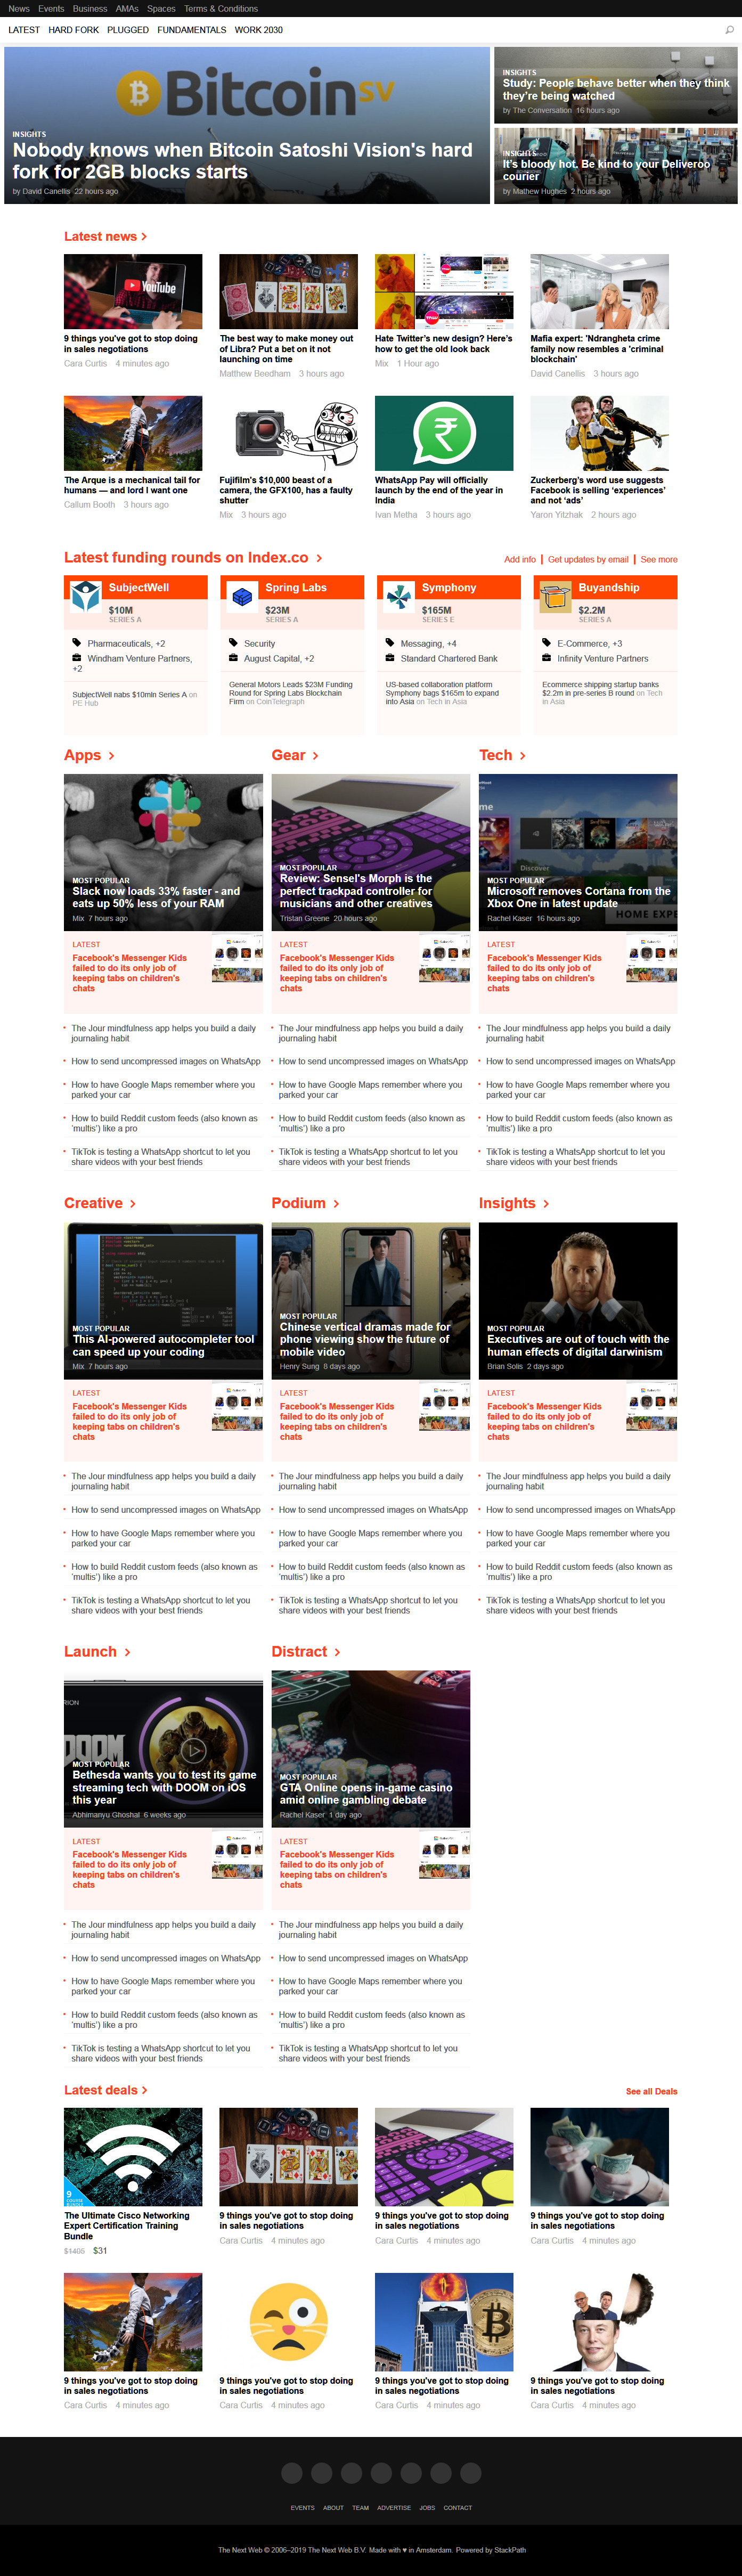 News Events Business AMAs Spaces Terms & Conditions
LATEST HARD FORK PLUGGED FUNDAMENTALS WORK 2030
Bitcoin SV
INSIGHTS
Nobody knows when Bitcoin Satoshi Vision's hard
fork for 2GB blocks starts
by David Canellis 22 hours ago
INSIGHTS
Study: People behave better when they think
they're being watched
by The Conversation 16 hours ago
INSIGHTS
It's bloody hot. Be kind to your Deliveroo
courier
by Mathew Hughes 2 hours ago
Latest news
YouTube
9 things you've got to stop doing
in sales negotiations
Cara Curtis 4 minutes ago
The best way to make money out
of Libra? Put a bet on it not
launching on time
Matthew Beedham 3 hours ago
Hate Twitter's new design? Here's
how to get the old look back
Mix 1 Hour ago
Mafia expert: 'Ndrangheta crime
family now resembles a 'criminal
blockchain'
David Canellis 3 hours ago
The Arque is a mechanical tail for
humans — and lord I want one
Callum Booth 3 hours ago
Fujifilm's $10,000 beast of a
camera, the GFX100, has a faulty
shutter
Mix 3 hours ago
WhatsApp Pay will officially
launch by the end of the year in
India
Ivan Metha 3 hours ago
Zuckerberg's word use suggests
Facebook is selling 'experiences'
and not 'ads'
Yaron Yitzhak 2 hours ago
Latest funding rounds on Index.co
Add info | Get updates by email | See more
SubjectWell
$10M
SERIES A
Pharmaceuticals, +2
Windham Venture Partners,
+2
SubjectWell nabs $10mln Series A on
PE Hub
Spring Labs
$23M
SERIES A
Security
August Capital, +2
General Motors Leads $23M Funding
Round for Spring Labs Blockchain
Firm on CoinTelegraph
Symphony
$165M
SERIES E
Messaging, +4
Standard Chartered Bank
US-based collaboration platform
Symphony bags $165m to expand
into Asia on Tech in Asia
Buyandship
$2.2M
SERIES A
E-Commerce, +3
Infinity Venture Partners
Ecommerce shipping startup banks
$2.2m in pre-series B round on Tech
in Asia
Apps
MOST POPULAR
Slack now loads 33% faster - and
eats up 50% less of your RAM
Mix 7 hours ago
LATEST
Facebook's Messenger Kids
failed to do its only job of
keeping tabs on children's
chats
The Jour mindfulness app helps you build a daily
journaling habit
How to send uncompressed images on WhatsApp
How to have Google Maps remember where you
parked your car
How to build Reddit custom feeds (also known as
'multis') like a pro
TikTok is testing a WhatsApp shortcut to let you
share videos with your best friends
Gear
MOST POPULAR
Review: Sensel's Morph is the
perfect trackpad controller for
musicians and other creatives
Tristan Greene 20 hours ago
LATEST
Facebook's Messenger Kids
failed to do its only job of
keeping tabs on children's
chats
The Jour mindfulness app helps you build a daily
journaling habit
How to send uncompressed images on WhatsApp
How to have Google Maps remember where you
parked your car
How to build Reddit custom feeds (also known as
'multis') like a pro
TikTok is testing a WhatsApp shortcut to let you
share videos with your best friends
Tech
Discover
HOME
MOST POPULAR
Microsoft removes Cortana from the
Xbox One in latest update
Rachel Kaser 16 hours ago
LATEST
Facebook's Messenger Kids
failed to do its only job of
keeping tabs on children's
chats
The Jour mindfulness app helps you build a daily
journaling habit
How to send uncompressed images on WhatsApp
How to have Google Maps remember where you
parked your car
How to build Reddit custom feeds (also known as
'multis') like a pro
TikTok is testing a WhatsApp shortcut to let you
share videos with your best friends
Creative
MOST POPULAR
This AI-powered autocompleter tool
can speed up your coding
Mix 7 hours ago
LATEST
Facebook's Messenger Kids
failed to do its only job of
keeping tabs on children's
chats
The Jour mindfulness app helps you build a daily
journaling habit
How to send uncompressed images on WhatsApp
How to have Google Maps remember where you
parked your car
How to build Reddit custom feeds (also known as
'multis') like a pro
TikTok is testing a WhatsApp shortcut to let you
share videos with your best friends
Podium
MOST POPULAR
Chinese vertical dramas made for
phone viewing show the future of
mobile video
Henry Sung 8 days ago
LATEST
Facebook's Messenger Kids
failed to do its only job of
keeping tabs on children's
chats
The Jour mindfulness app helps you build a daily
journaling habit
How to send uncompressed images on WhatsApp
How to have Google Maps remember where you
parked your car
How to build Reddit custom feeds (also known as
'multis') like a pro
TikTok is testing a WhatsApp shortcut to let you
share videos with your best friends
Insights
MOST POPULAR
Executives are out of touch with the
human effects of digital darwinism
Brian Solis 2 days ago
LATEST
Facebook's Messenger Kids
failed to do its only job of
keeping tabs on children's
chats
The Jour mindfulness app helps you build a daily
journaling habit
How to send uncompressed images on WhatsApp
How to have Google Maps remember where you
parked your car
How to build Reddit custom feeds (also known as
'multis') like a pro
TikTok is testing a WhatsApp shortcut to let you
share videos with your best friends
Launch
DOOM
MOST POPULAR
Bethesda wants you to test its game
streaming tech with DOOM on iOS
this year
Abhimanyu Ghoshal 6 weeks ago
LATEST
Facebook's Messenger Kids
failed to do its only job of
keeping tabs on children's
chats
The Jour mindfulness app helps you build a daily
journaling habit
How to send uncompressed images on WhatsApp
How to have Google Maps remember where you
parked your car
How to build Reddit custom feeds (also known as
'multis') like a pro
TikTok is testing a WhatsApp shortcut to let you
share videos with your best friends
Distract
MOST POPULAR
GTA Online opens in-game casino
amid online gambling debate
Rachel Kaser 1 day ago
LATEST
Facebook's Messenger Kids
failed to do its only job of
keeping tabs on children's
chats
The Jour mindfulness app helps you build a daily
journaling habit
How to send uncompressed images on WhatsApp
How to have Google Maps remember where you
parked your car
How to build Reddit custom feeds (also known as
'multis') like a pro
TikTok is testing a WhatsApp shortcut to let you
share videos with your best friends
Latest deals
See all Deals
9
COURSE
BUNDLE
The Ultimate Cisco Networking
Expert Certification Training
Bundle
$1405 $31
9 things you've got to stop doing
in sales negotiations
Cara Curtis 4 minutes ago
9 things you've got to stop doing
in sales negotiations
Cara Curtis 4 minutes ago
9 things you've got to stop doing
in sales negotiations
Cara Curtis 4 minutes ago
9 things you've got to stop doing
in sales negotiations
Cara Curtis 4 minutes ago
9 things you've got to stop doing
in sales negotiations
Cara Curtis 4 minutes ago
9 things you've got to stop doing
in sales negotiations
Cara Curtis 4 minutes ago
9 things you've got to stop doing
in sales negotiations
Cara Curtis 4 minutes ago
EVENTS ABOUT TEAM ADVERTISE JOBS CONTACT
The Next Web © 2006–2019 The Next Web B.V. Made with ♥ in Amsterdam. Powered by StackPath